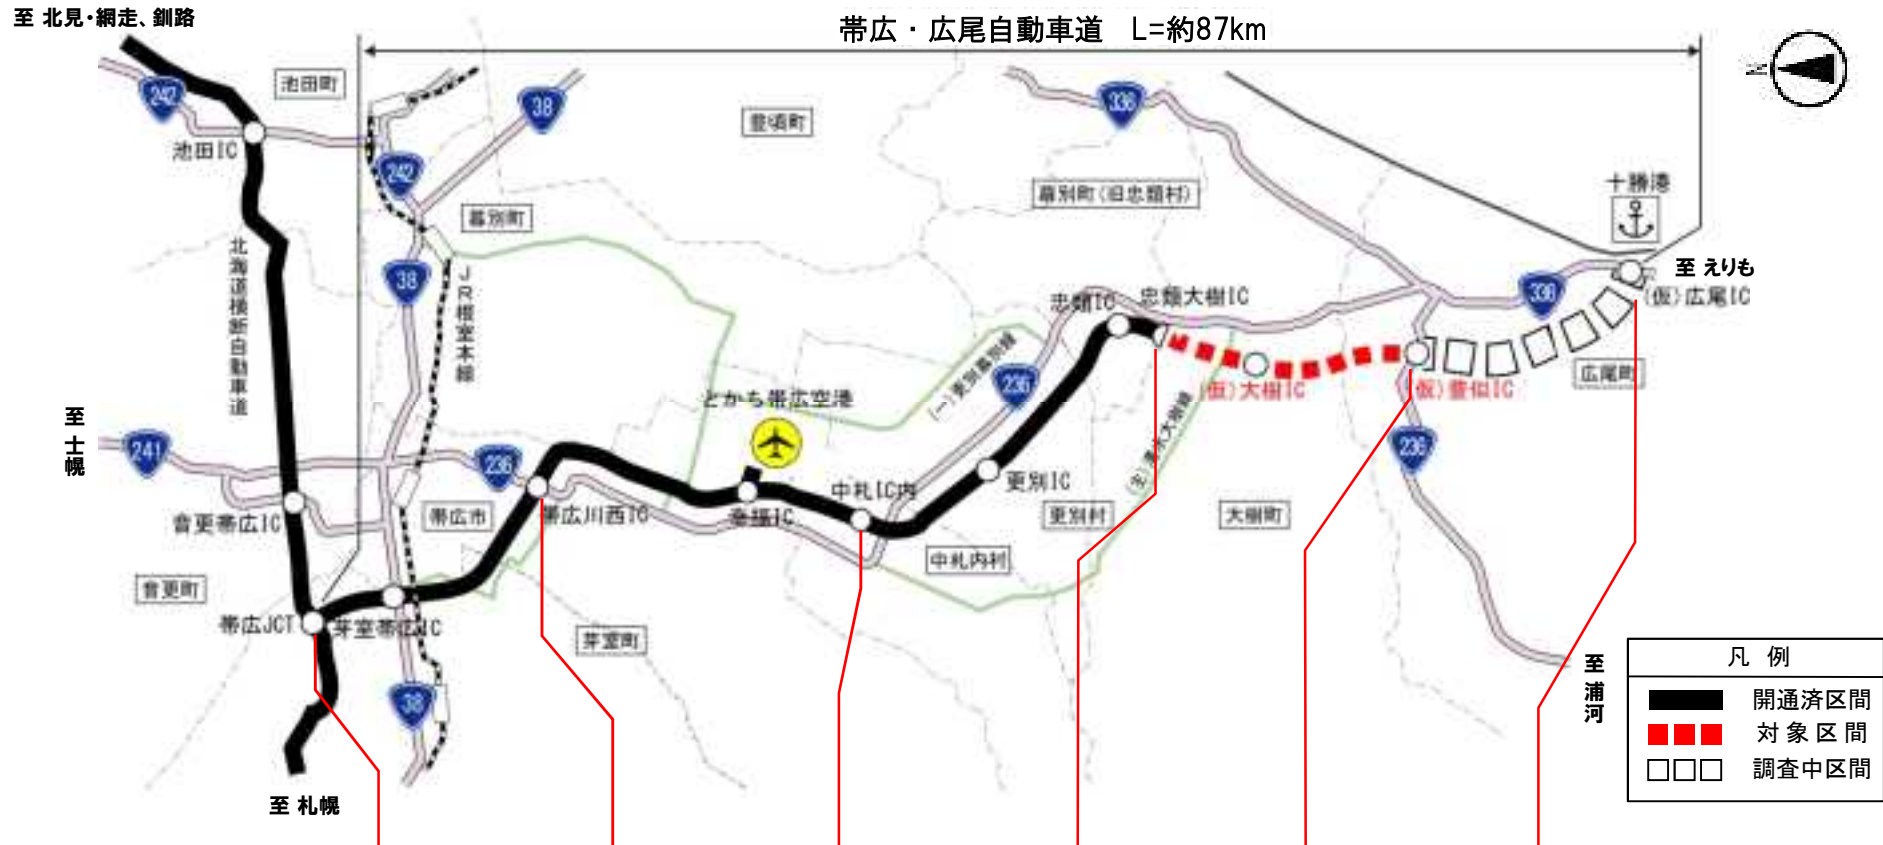 至 北見・網走、釧路
帯広・広尾自動車道 L=約87km
N
242
池田町
38
336
豊頃町
池田IC
242
幕別町(旧忠類村)
十勝港
幕別町
北海道横断自動車道
38
JR根室本線
至 えりも
336
(仮)広尾IC
忠類IC
忠類大樹IC
(一)更別幕別線
236
とかち帯広空港
(仮)大樹IC
(仮)豊似IC
広尾町
至 士幌
241
236
236
中札IC内
更別IC
帯広川西IC
幸福IC
音更帯広IC
帯広市
更別村
大樹町
中札内村
音更町
帯広JCT
芽室帯広IC
芽室町
38
至 浦河
至 札幌
凡 例
開通済区間
対象区間
調査中区間